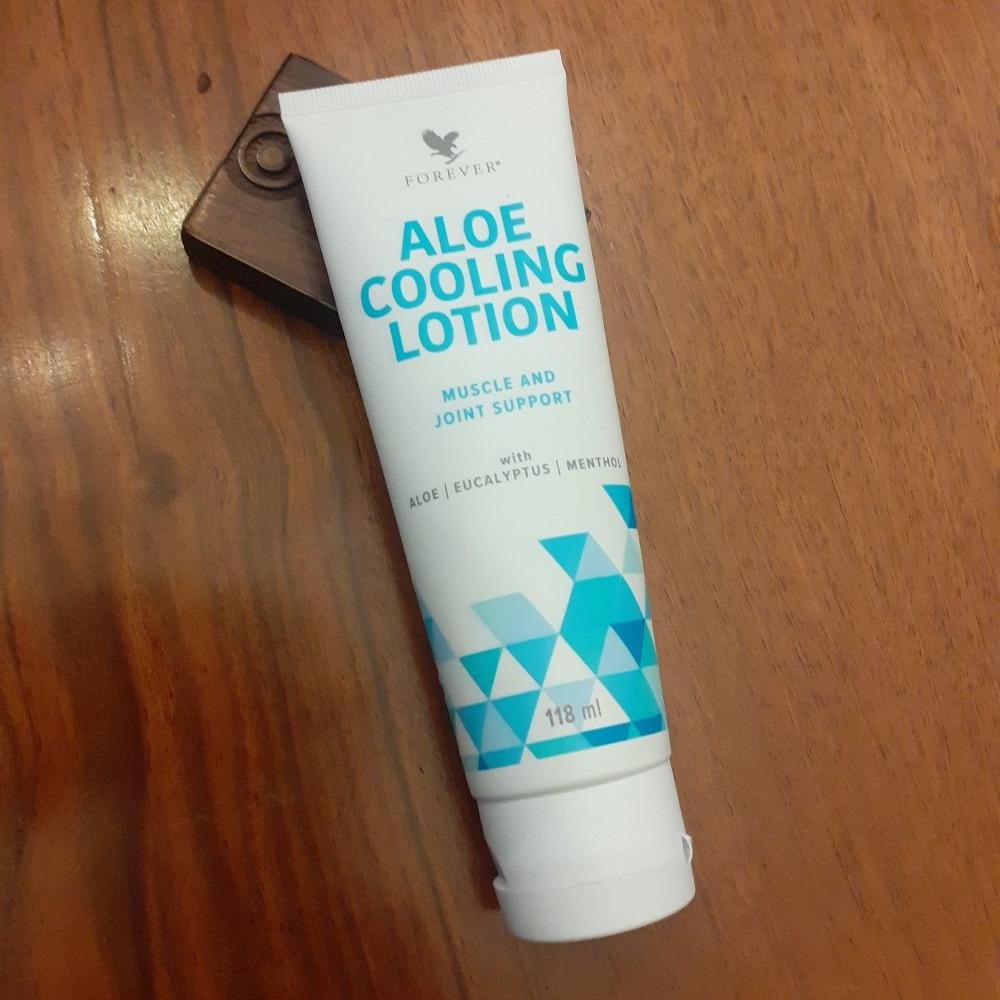 FOREVER®
ALOE
COOLING
LOTION
MUSCLE AND
JOINT SUPPORT
with
ALOE | EUCALYPTUS | MENTHOL
118 ml